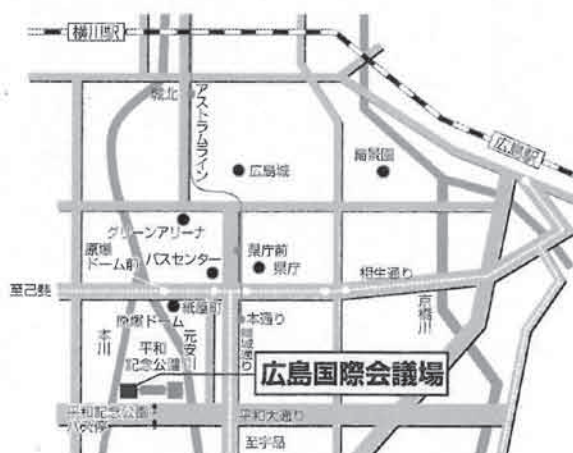 横川駅
城北
アストラムライン
広島城
縮景園
広島駅
グリーンアリーナ
原爆
ドーム前
バスセンター
県庁前
県庁
相生通り
至己斐
紙屋町
原爆ドーム
本通り
鯉城通り
京橋川
本川
元安川
平和
記念公園
広島国際会議場
平和記念公園
バス停
平和大通り
至宇品